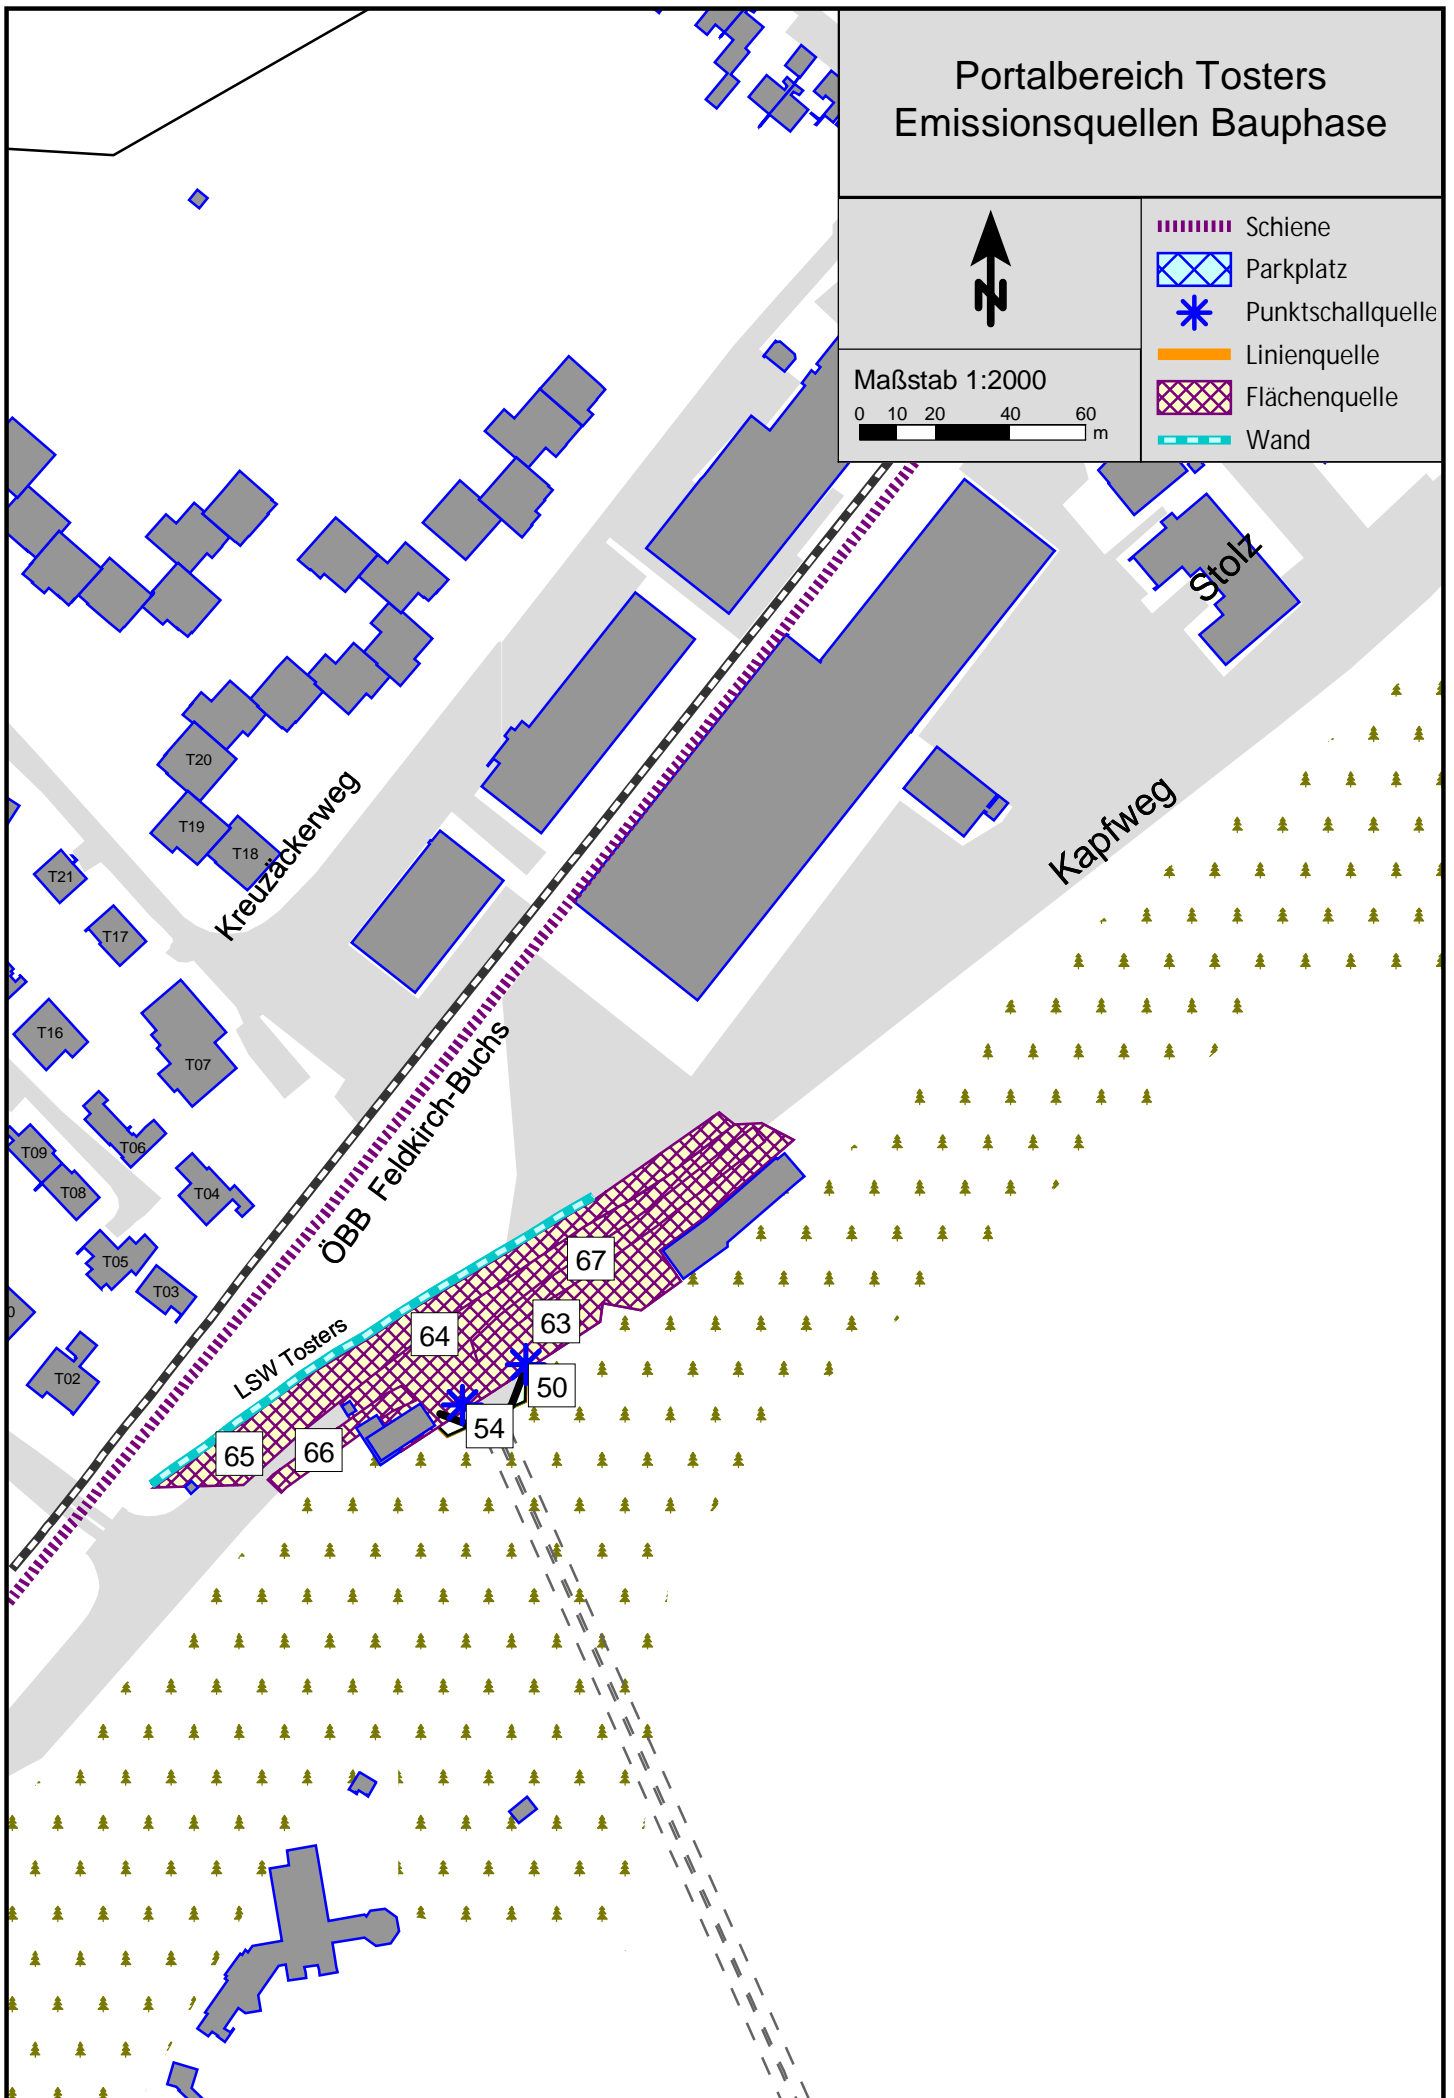 Portalbereich Tosters
Emissionsquellen Bauphase
N
Maßstab 1:2000
0 10 20 40 60
m
Schiene
Parkplatz
Punktschallquelle
Linienquelle
Flächenquelle
Wand
Stolz
Kapfweg
Kreuzäckerweg
ÖBB Feldkirch-Buchs
LSW Tosters
T20
T19
T18
T21
T17
T16
T07
T06
T09
T08
T04
T05
T03
T02
0
67
63
64
50
54
65
66